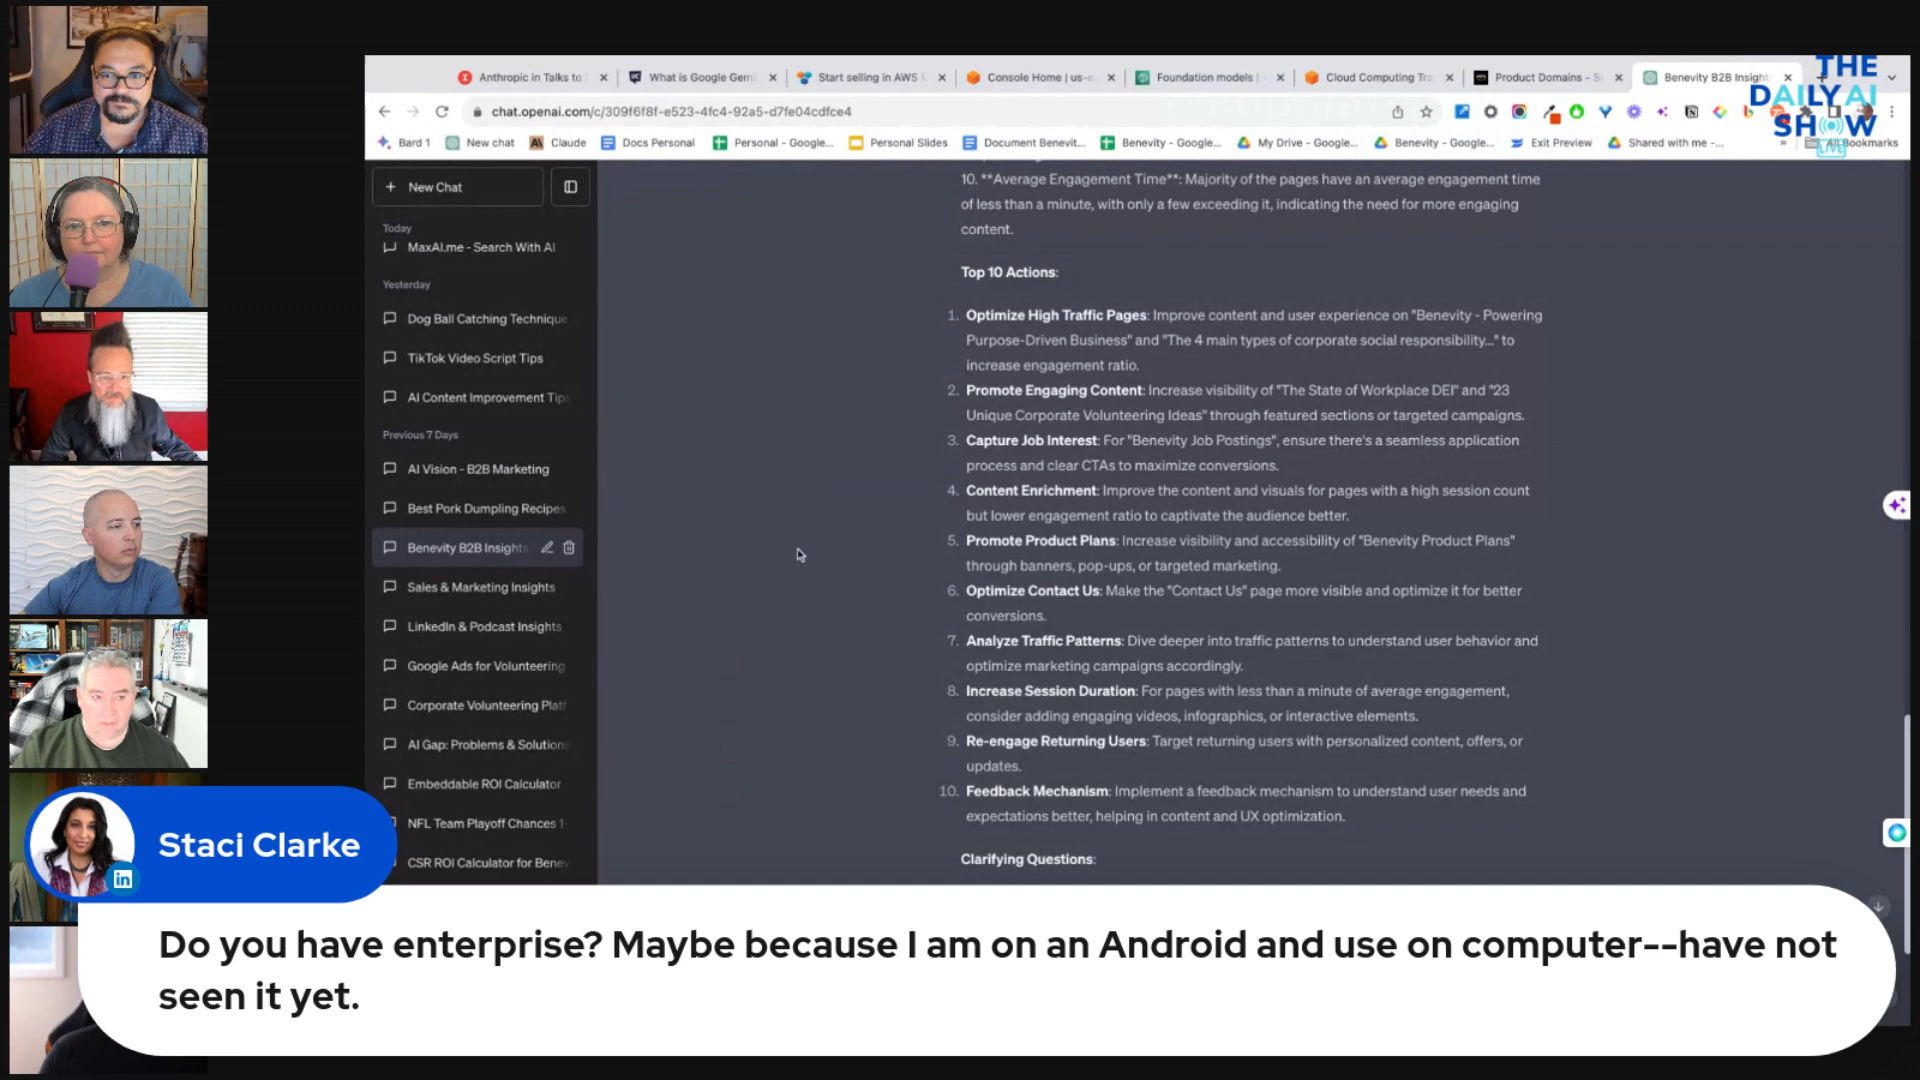 Anthropic in Talks to
What is Google Gem
Start selling in AWS
Console Home | us-e
Foundation models |
Cloud Computing Tra
Product Domains - S
Benevity B2B Insight
THE
DAILY AI
SHOW
LIVE
chat.openai.com/c/309f6f8f-e523-4fc4-92a5-d7fe04cdfce4
Bard 1
New chat
Claude
Docs Personal
Personal - Google...
Personal Slides
Document Benevit...
Benevity - Google...
My Drive - Google...
Benevity - Google...
Exit Preview
Shared with me -...
All Bookmarks
New Chat
Today
MaxAI.me - Search With AI
Yesterday
Dog Ball Catching Technique
TikTok Video Script Tips
AI Content Improvement Tips
Previous 7 Days
AI Vision - B2B Marketing
Best Pork Dumpling Recipes
Benevity B2B Insights
Sales & Marketing Insights
LinkedIn & Podcast Insights
Google Ads for Volunteering
Corporate Volunteering Platf
AI Gap: Problems & Solutions
Embeddable ROI Calculator
NFL Team Playoff Chances 1-
CSR ROI Calculator for Benev
10. **Average Engagement Time**: Majority of the pages have an average engagement time
of less than a minute, with only a few exceeding it, indicating the need for more engaging
content.
Top 10 Actions:
1. Optimize High Traffic Pages: Improve content and user experience on "Benevity - Powering
Purpose-Driven Business" and "The 4 main types of corporate social responsibility..." to
increase engagement ratio.
2. Promote Engaging Content: Increase visibility of "The State of Workplace DEI" and "23
Unique Corporate Volunteering Ideas" through featured sections or targeted campaigns.
3. Capture Job Interest: For "Benevity Job Postings", ensure there's a seamless application
process and clear CTAs to maximize conversions.
4. Content Enrichment: Improve the content and visuals for pages with a high session count
but lower engagement ratio to captivate the audience better.
5. Promote Product Plans: Increase visibility and accessibility of "Benevity Product Plans"
through banners, pop-ups, or targeted marketing.
6. Optimize Contact Us: Make the "Contact Us" page more visible and optimize it for better
conversions.
7. Analyze Traffic Patterns: Dive deeper into traffic patterns to understand user behavior and
optimize marketing campaigns accordingly.
8. Increase Session Duration: For pages with less than a minute of average engagement,
consider adding engaging videos, infographics, or interactive elements.
9. Re-engage Returning Users: Target returning users with personalized content, offers, or
updates.
10. Feedback Mechanism: Implement a feedback mechanism to understand user needs and
expectations better, helping in content and UX optimization.
Clarifying Questions:
Staci Clarke
in
Do you have enterprise? Maybe because I am on an Android and use on computer--have not
seen it yet.